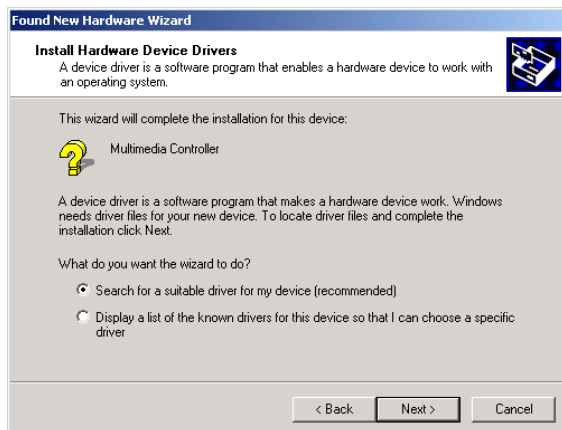 Found New Hardware Wizard
Install Hardware Device Drivers
A device driver is a software program that enables a hardware device to work with
an operating system.
This wizard will complete the installation for this device:
Multimedia Controller
A device driver is a software program that makes a hardware device work. Windows
needs driver files for your new device. To locate driver files and complete the
installation click Next.
What do you want the wizard to do?
Search for a suitable driver for my device (recommended)
Display a list of the known drivers for this device so that I can choose a specific
driver
< Back
Next >
Cancel